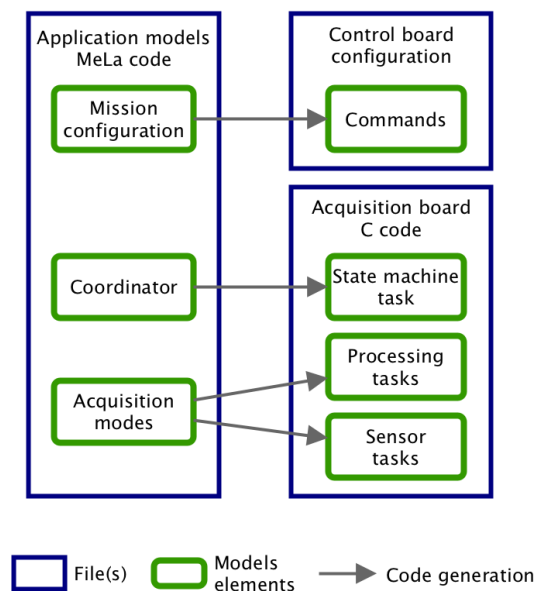 Application models
MeLa code
Mission
configuration
Coordinator
Acquisition
modes
Control board
configuration
Commands
Acquisition board
C code
State machine
task
Processing
tasks
Sensor
tasks
File(s)
Models
elements
Code generation